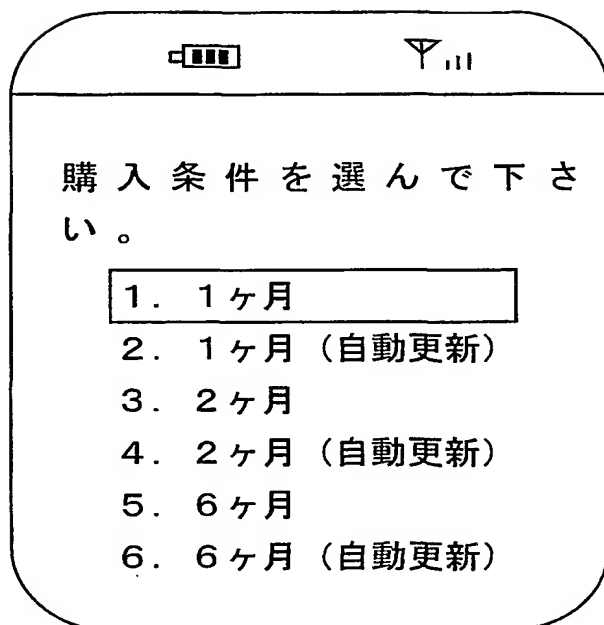 購入条件を選んで下さ
い。
1. 1ヶ月
2. 1ヶ月（自動更新）
3. 2ヶ月
4. 2ヶ月（自動更新）
5. 6ヶ月
6. 6ヶ月（自動更新）